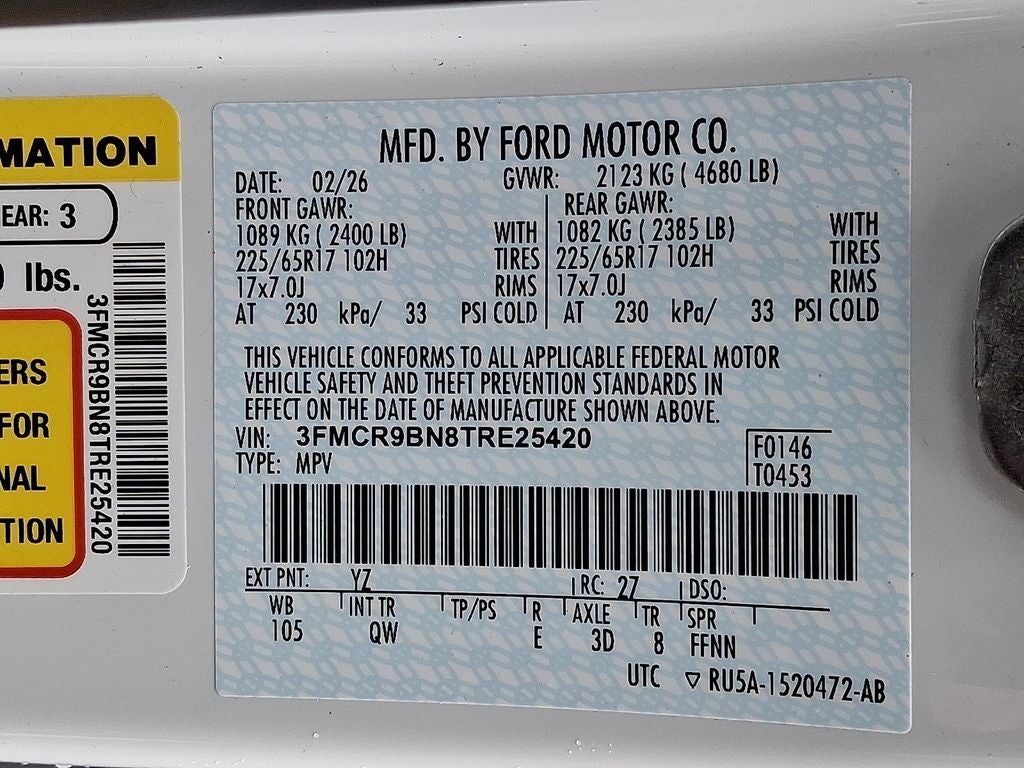 MATION
EAR: 3
lbs.
ERS
FOR
NAL
TION
3FMCR9BN8TRE25420
MFD. BY FORD MOTOR CO.
DATE: 02/26 GVWR: 2123 KG ( 4680 LB)
FRONT GAWR: REAR GAWR:
1089 KG ( 2400 LB) WITH 1082 KG ( 2385 LB) WITH
225/65R17 102H TIRES 225/65R17 102H TIRES
17x7.0J RIMS 17x7.0J RIMS
AT 230 kPa/ 33 PSI COLD AT 230 kPa/ 33 PSI COLD
THIS VEHICLE CONFORMS TO ALL APPLICABLE FEDERAL MOTOR
VEHICLE SAFETY AND THEFT PREVENTION STANDARDS IN
EFFECT ON THE DATE OF MANUFACTURE SHOWN ABOVE.
VIN: 3FMCR9BN8TRE25420 F0146
TYPE: MPV T0453
EXT PNT: YZ RC: 27 DSO:
WB INT TR TP/PS R AXLE TR SPR
105 QW E 3D 8 FFNN
UTC ▽ RU5A-1520472-AB